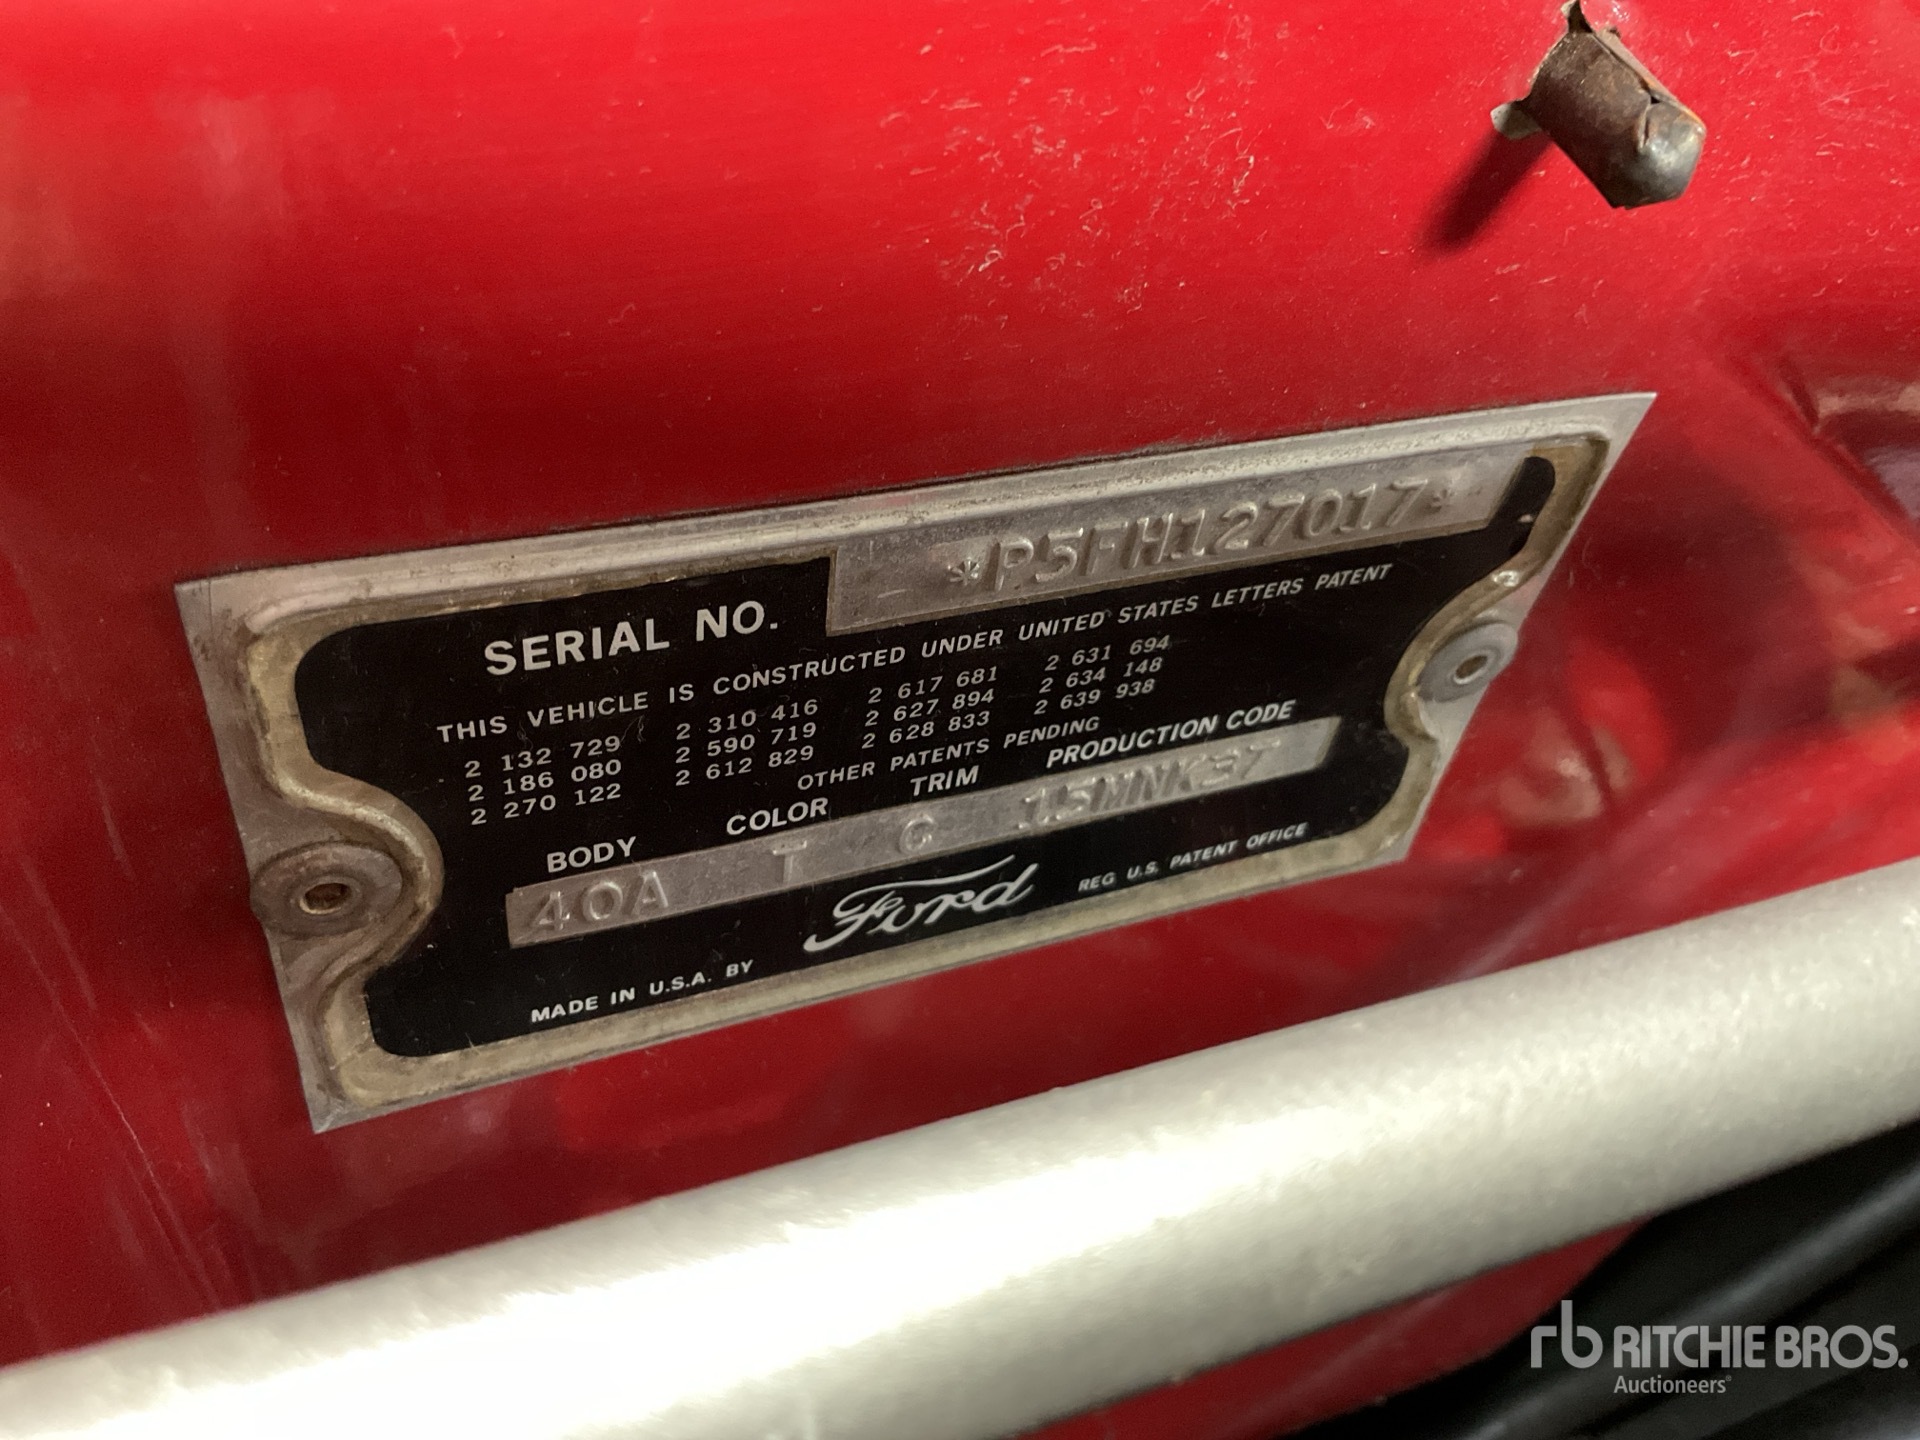 SERIAL NO. *P5FH127017*
THIS VEHICLE IS CONSTRUCTED UNDER UNITED STATES LETTERS PATENT
2 132 729 2 310 416 2 617 681 2 631 694
2 186 080 2 590 719 2 627 894 2 634 148
2 270 122 2 612 829 2 628 833 2 639 938
OTHER PATENTS PENDING
BODY COLOR TRIM PRODUCTION CODE
40A T C 15MNK37
MADE IN U.S.A. BY Ford REG U.S. PATENT OFFICE
rb RITCHIE BROS.
Auctioneers®